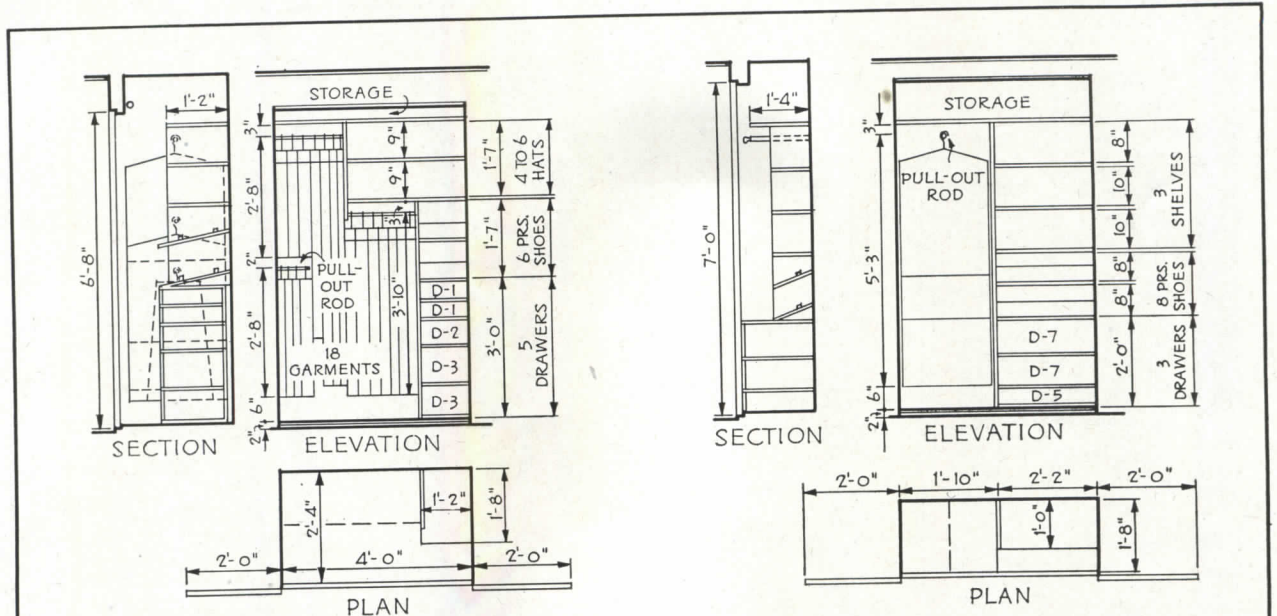 1'-2"
6'-8"
SECTION
STORAGE
3"
2'-8"
2"
2'-8"
6"
2"
9"
9"
3"
PULL-
OUT
ROD
3'-10"
18
GARMENTS
D-1
D-1
D-2
D-3
D-3
1'-7"
1'-7"
3'-0"
4 TO 6
HATS
6 PRS.
SHOES
5
DRAWERS
ELEVATION
2'-4"
1'-2"
1'-8"
2'-0"
4'-0"
2'-0"
PLAN
1'-4"
7'-0"
SECTION
STORAGE
3"
5'-3"
6"
2"
PULL-OUT
ROD
D-7
D-7
D-5
8"
10"
10"
8"
8"
2'-0"
3
SHELVES
8 PRS.
SHOES
3
DRAWERS
ELEVATION
2'-0"
1'-10"
2'-2"
2'-0"
1'-0"
1'-8"
PLAN